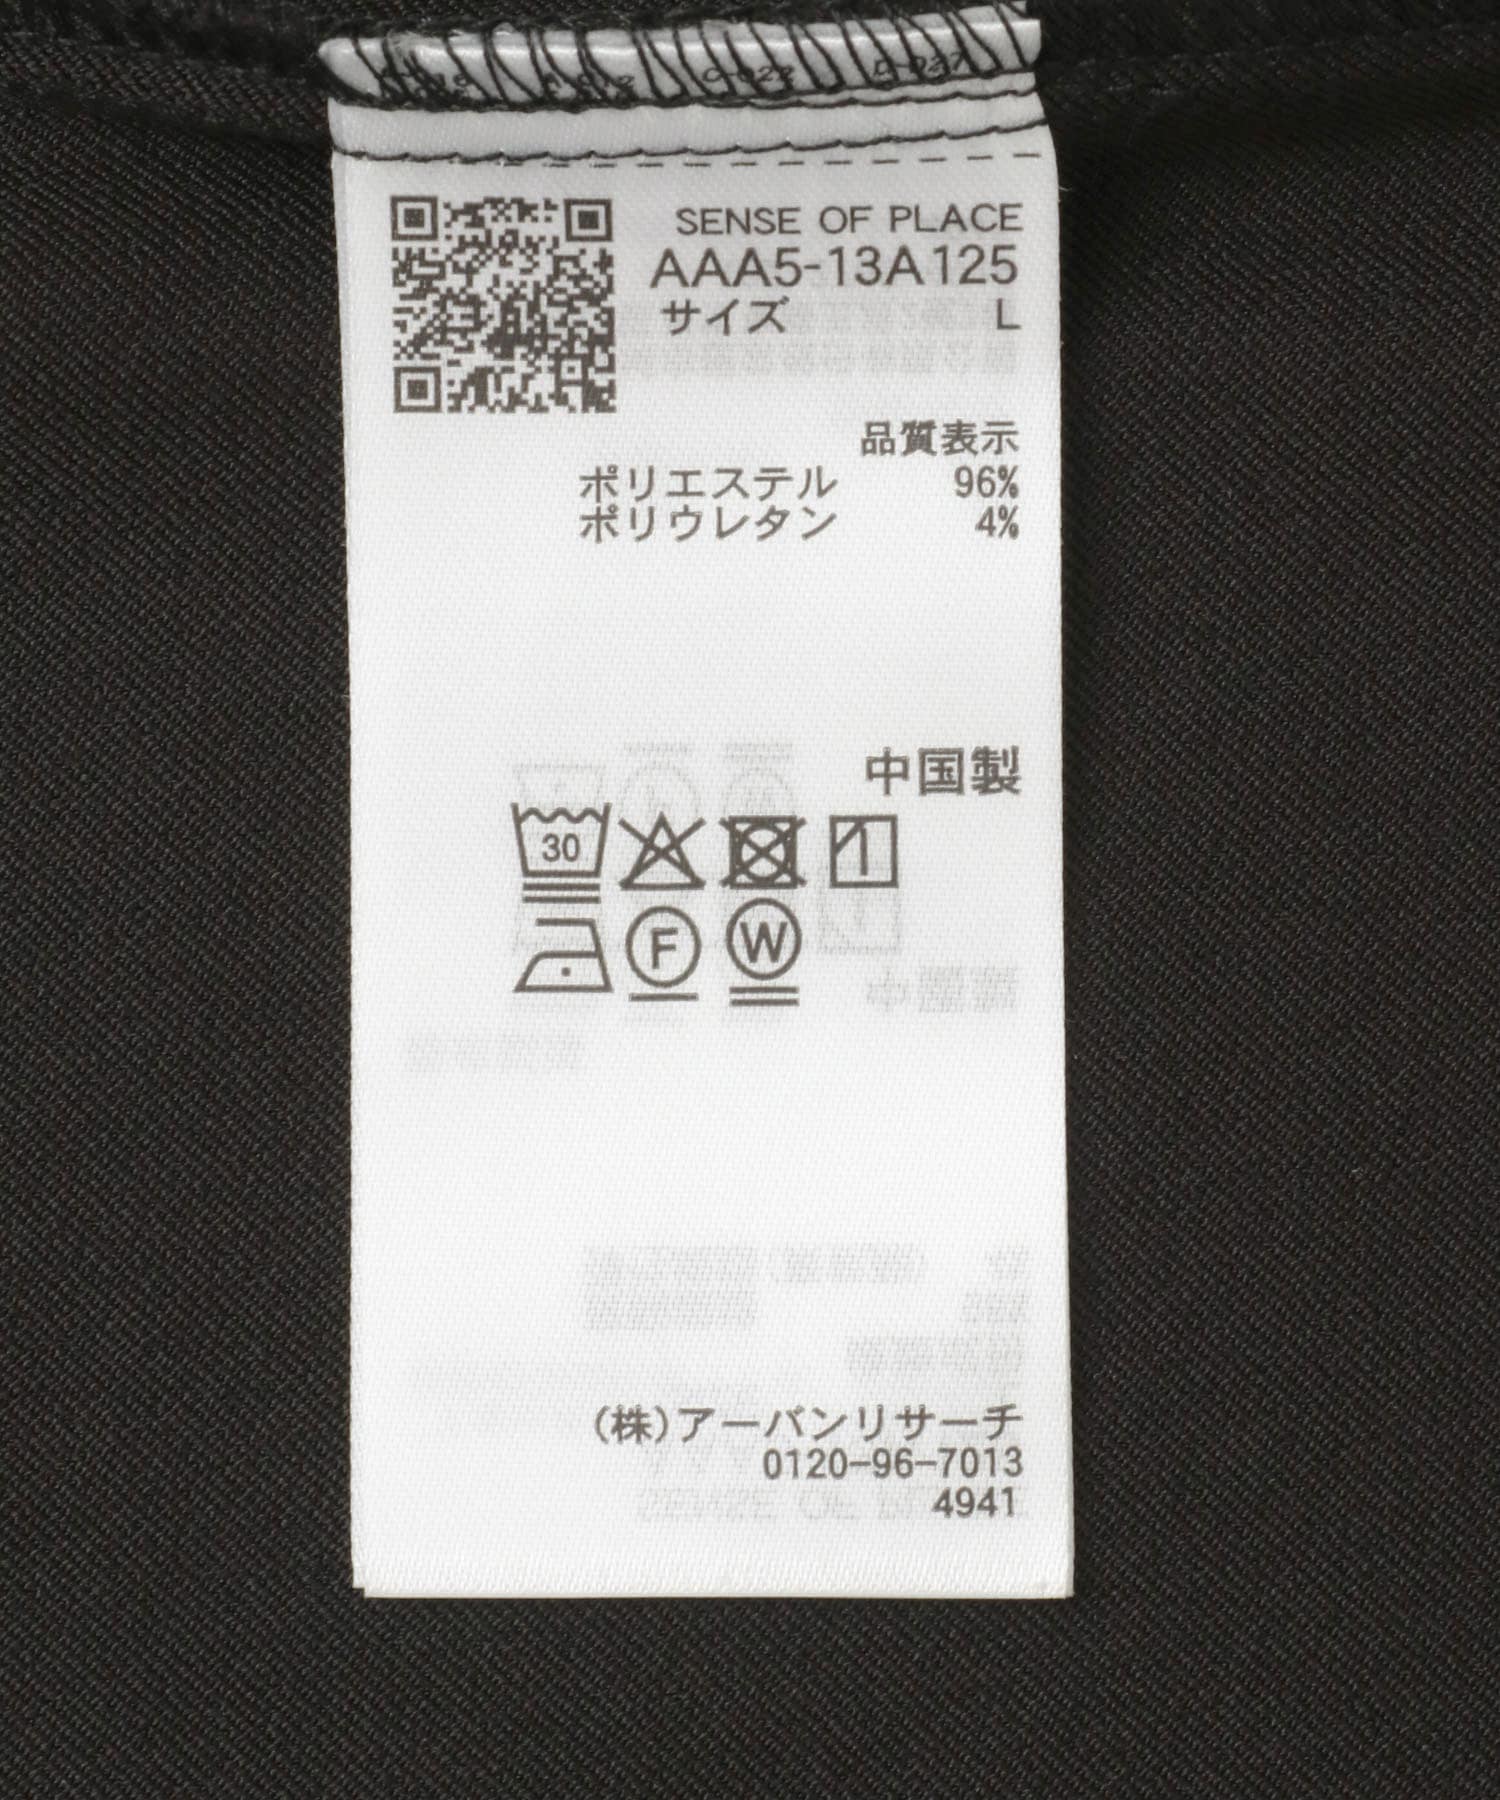 SENSE OF PLACE
AAA5-13A125
サイズ L
品質表示
ポリエステル 96%
ポリウレタン 4%
中国製
30
F W
(株)アーバンリサーチ
0120-96-7013
4941